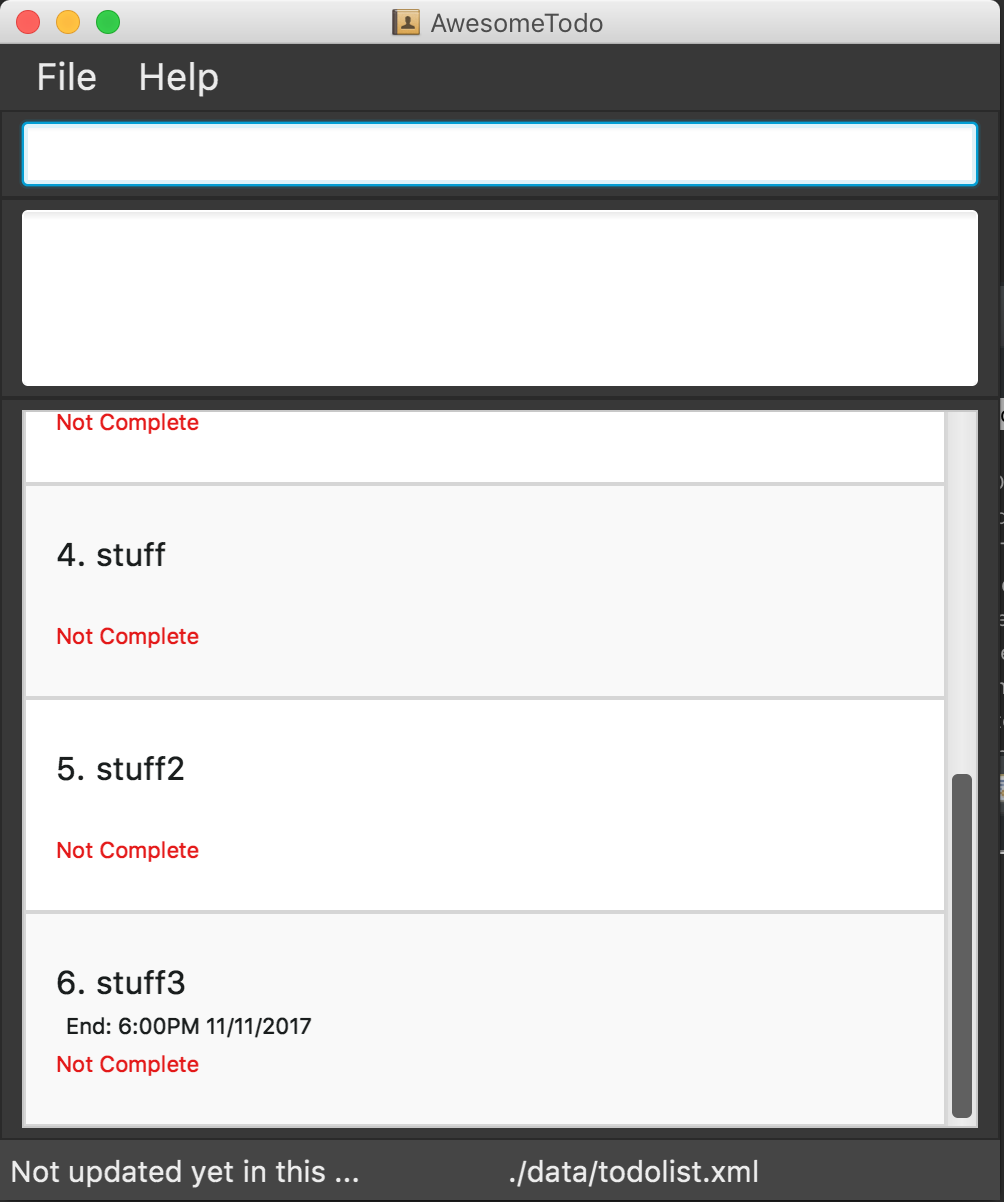 AwesomeTodo
File Help
Not Complete
4. stuff
Not Complete
5. stuff2
Not Complete
6. stuff3
End: 6:00PM 11/11/2017
Not Complete
Not updated yet in this ... ./data/todolist.xml